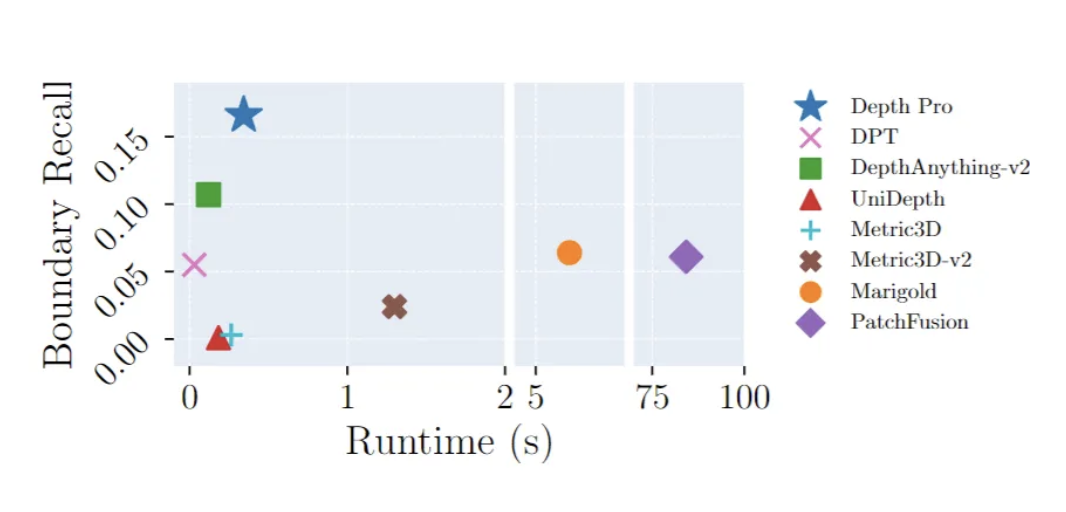 Boundary Recall
0.15
0.10
0.05
0.00
0 1 2 5 75 100
Runtime (s)
Depth Pro
DPT
DepthAnything-v2
UniDepth
Metric3D
Metric3D-v2
Marigold
PatchFusion